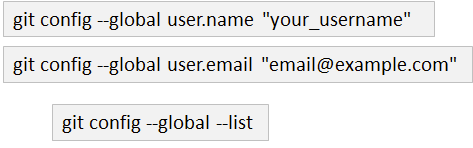 git config --global user.name "your_username"
git config --global user.email "email@example.com"
git config --global --list